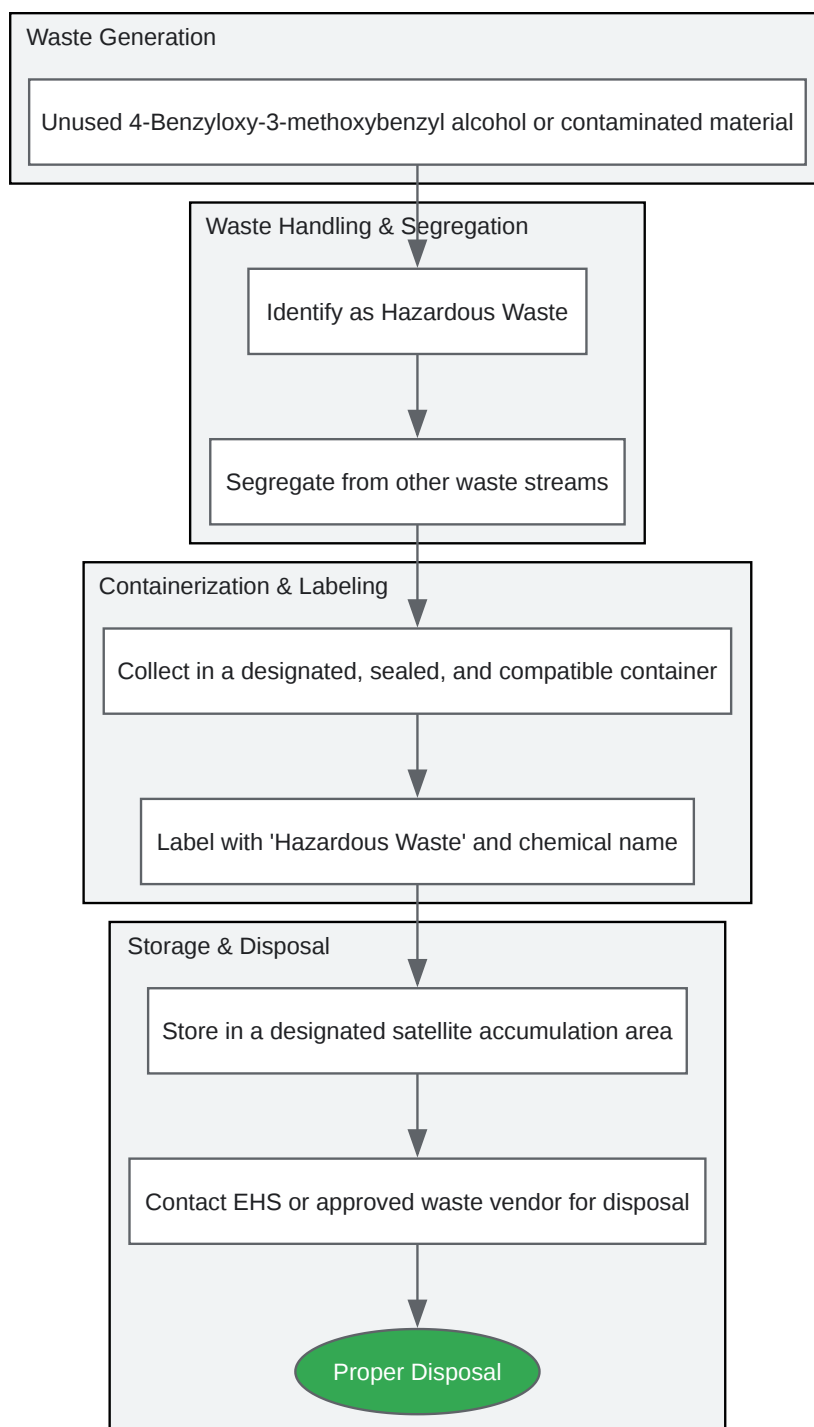 Waste Generation
Unused 4-Benzyloxy-3-methoxybenzyl alcohol or contaminated material
Waste Handling & Segregation
Identify as Hazardous Waste
Segregate from other waste streams
Containerization & Labeling
Collect in a designated, sealed, and compatible container
Label with 'Hazardous Waste' and chemical name
Storage & Disposal
Store in a designated satellite accumulation area
Contact EHS or approved waste vendor for disposal
Proper Disposal